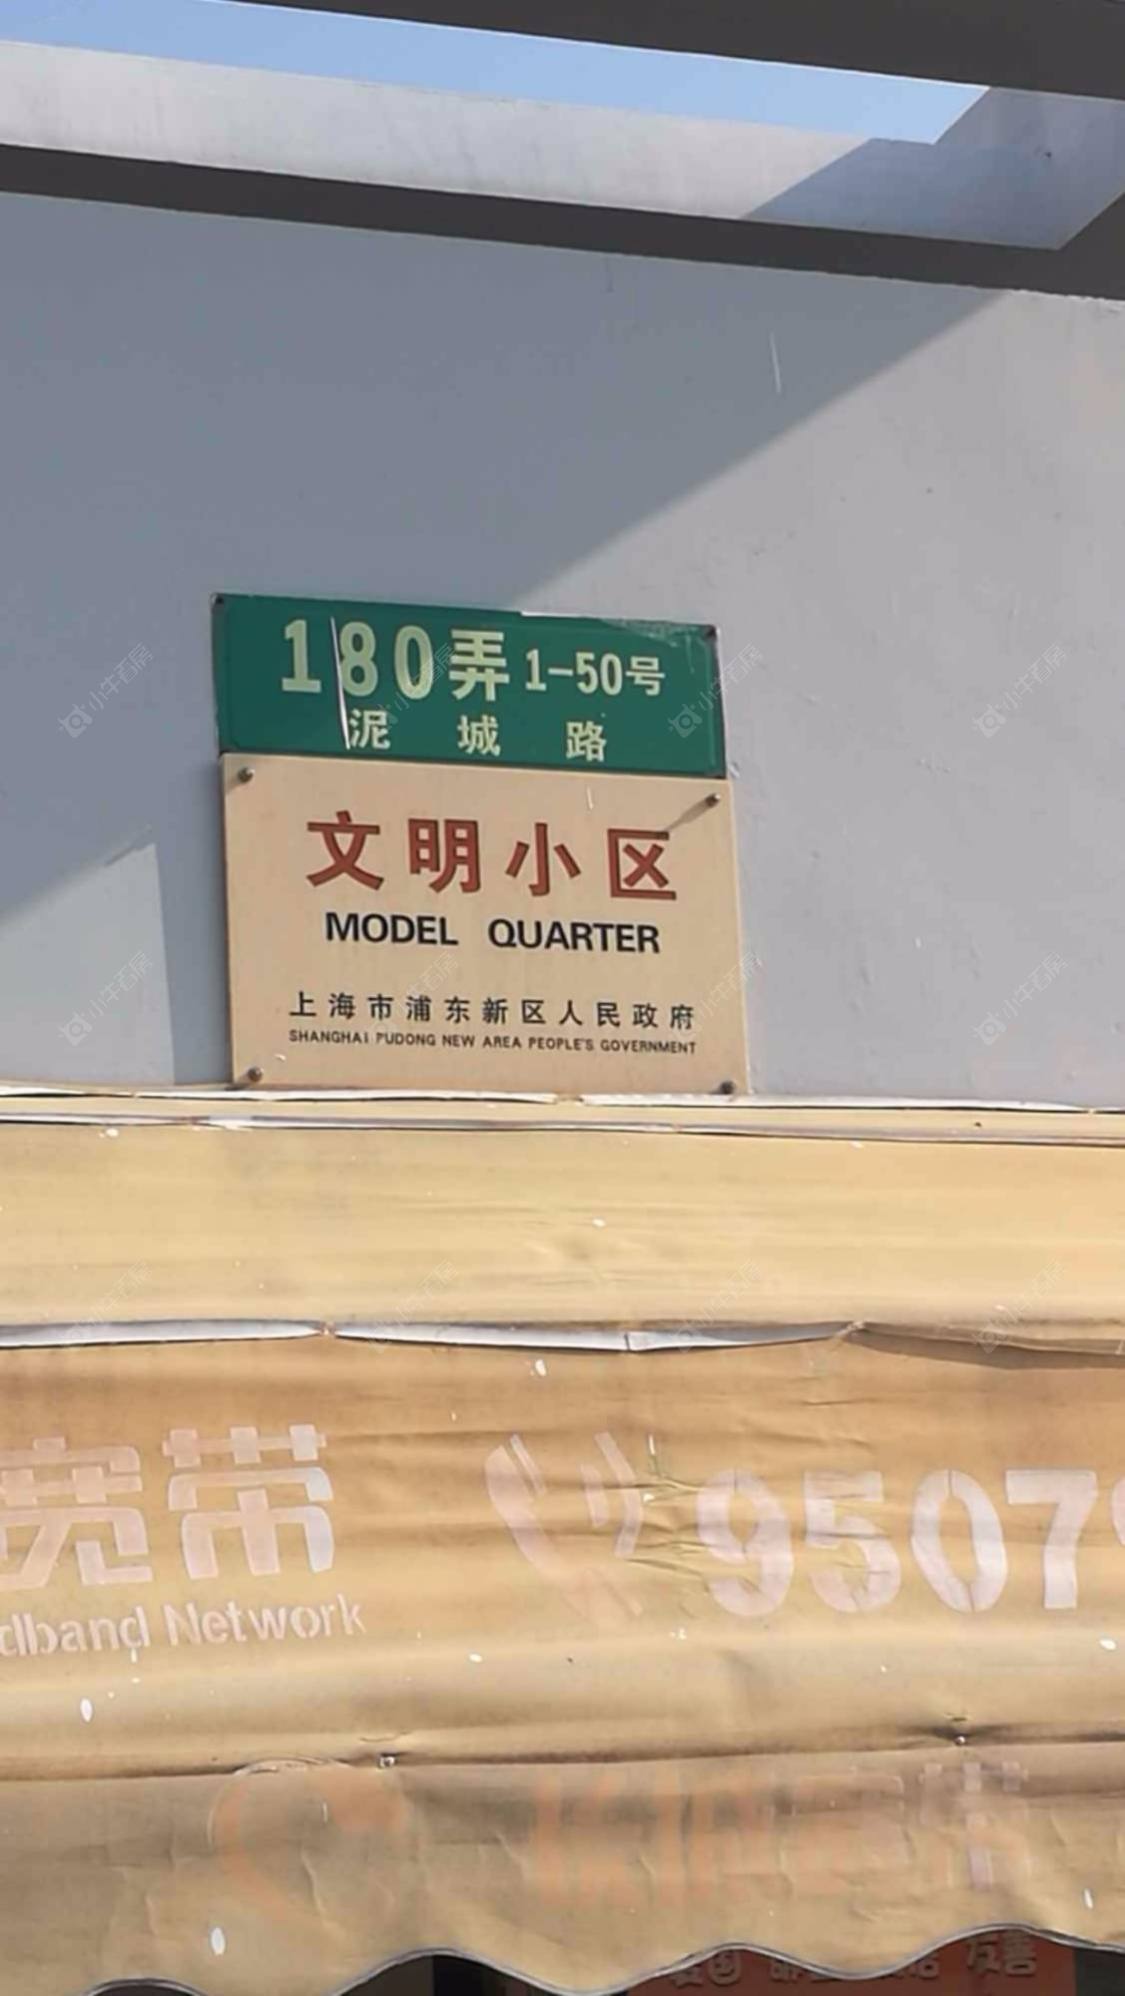 180弄 1-50号
泥城路
文明小区
MODEL QUARTER
上海市浦东新区人民政府
SHANGHAI PUDONG NEW AREA PEOPLE'S GOVERNMENT
宽带
9507
dband Network
友善